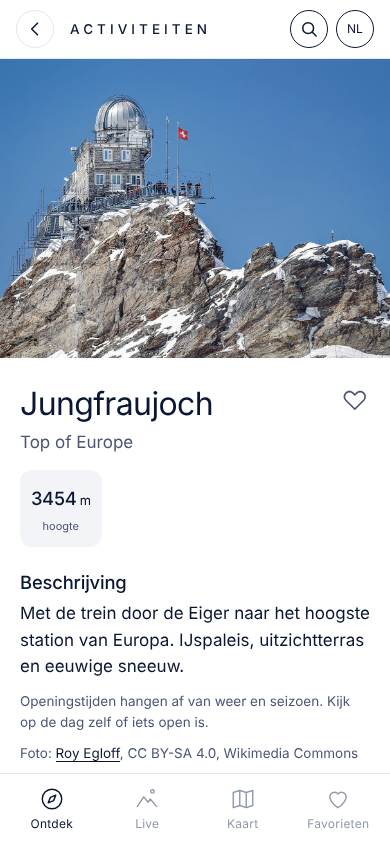 ACTIVITEITEN
NL
Jungfraujoch
Top of Europe
3454 m
hoogte
Beschrijving
Met de trein door de Eiger naar het hoogste
station van Europa. IJspaleis, uitzichtterras
en eeuwige sneeuw.
Openingstijden hangen af van weer en seizoen. Kijk
op de dag zelf of iets open is.
Foto: Roy Egloff, CC BY-SA 4.0, Wikimedia Commons
Ontdek
Live
Kaart
Favorieten